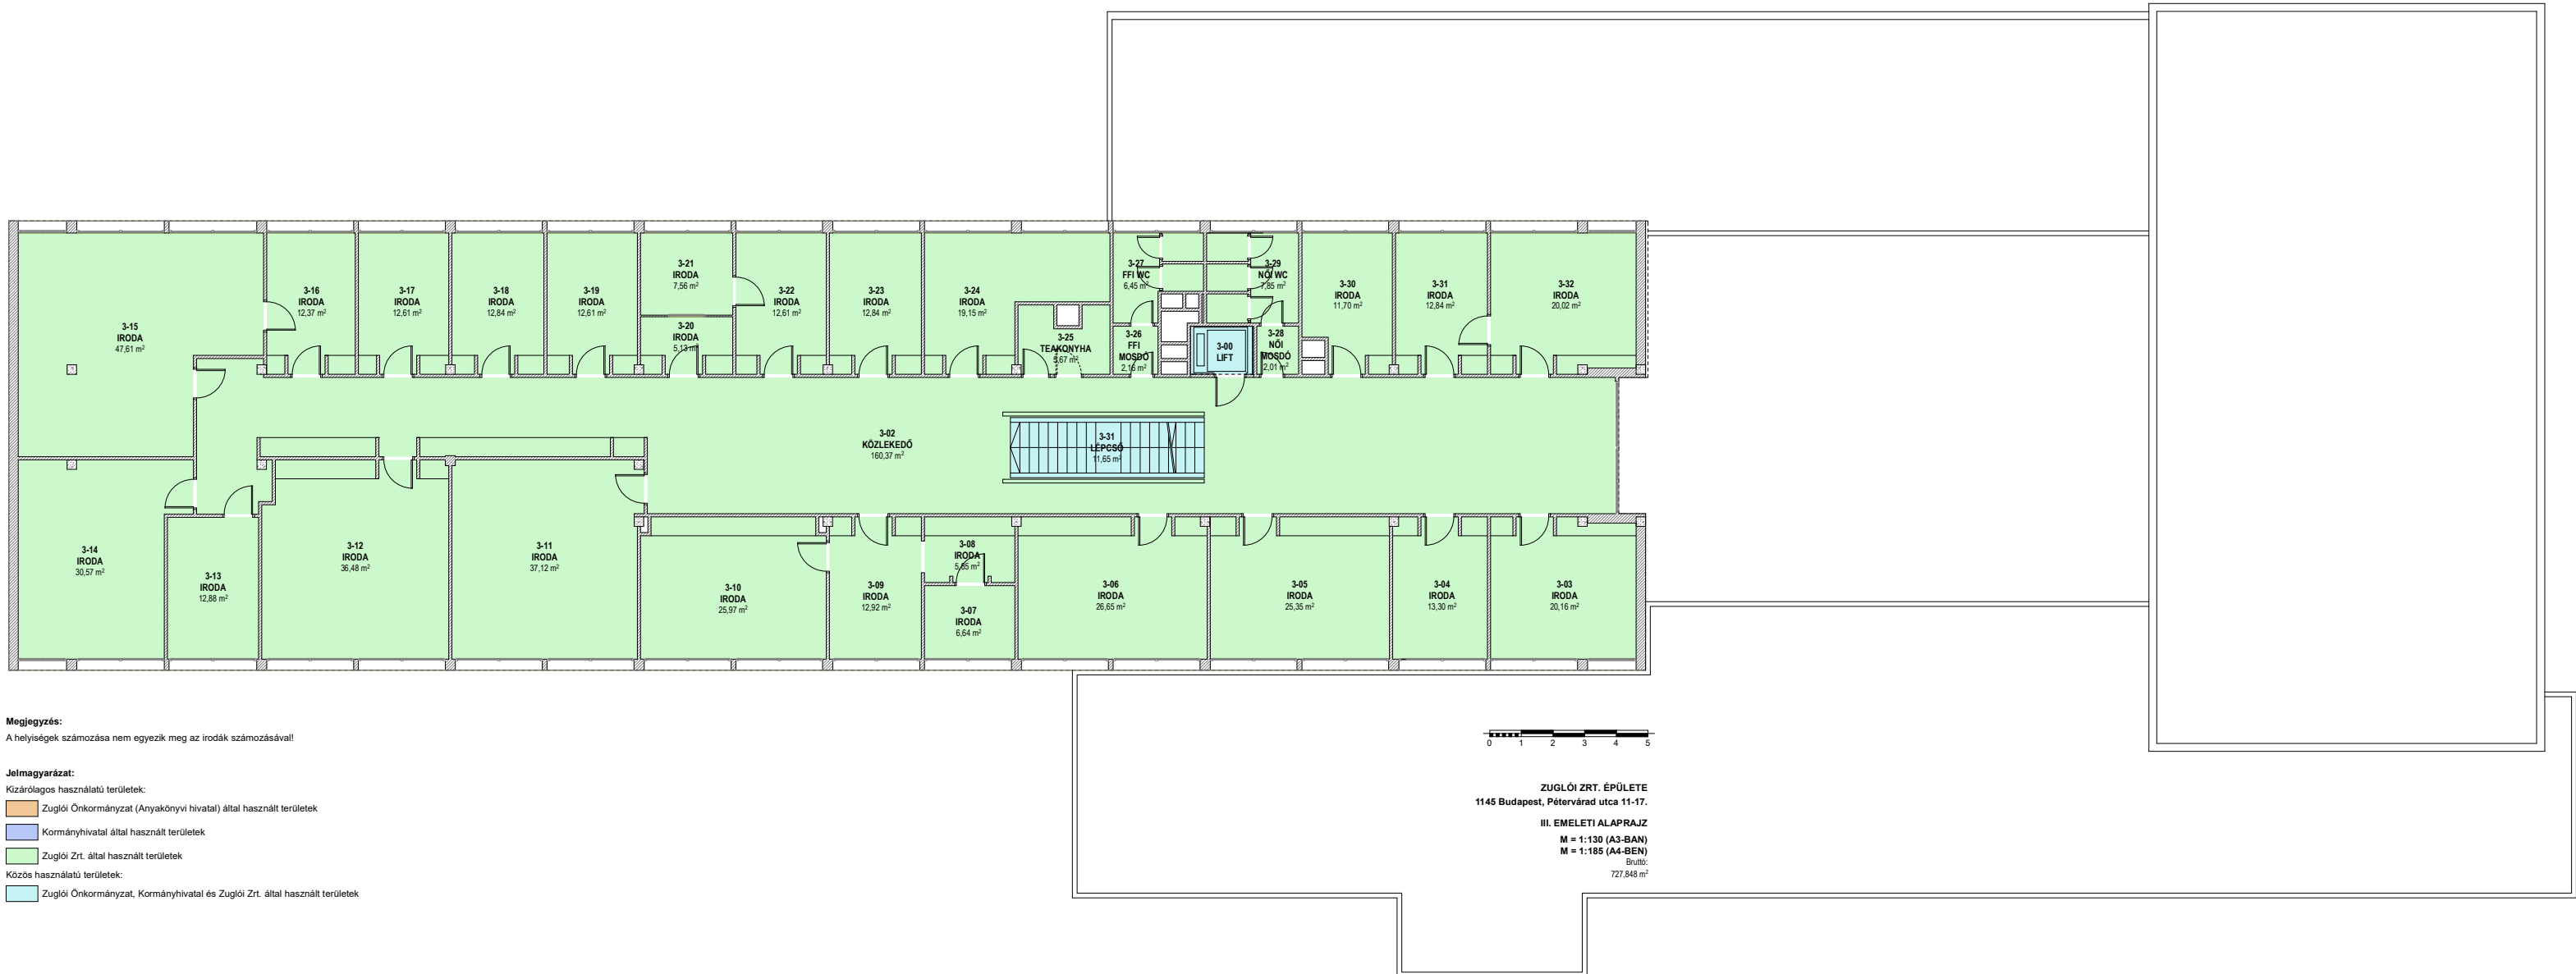 3-15
IRODA
47,61 m²
3-16
IRODA
12,37 m²
3-17
IRODA
12,61 m²
3-18
IRODA
12,84 m²
3-19
IRODA
12,61 m²
3-21
IRODA
7,56 m²
3-20
IRODA
5,13 m²
3-22
IRODA
12,61 m²
3-23
IRODA
12,84 m²
3-24
IRODA
19,15 m²
3-25
TEAKONYHA
5,67 m²
3-27
FFI WC
6,45 m²
3-26
FFI
MOSDÓ
2,16 m²
3-00
LIFT
3-29
NŐI WC
7,85 m²
3-28
NŐI
MOSDÓ
2,01 m²
3-30
IRODA
11,70 m²
3-31
IRODA
12,84 m²
3-32
IRODA
20,02 m²
3-02
KÖZLEKEDŐ
160,37 m²
3-31
LÉPCSŐ
11,65 m²
3-14
IRODA
30,57 m²
3-13
IRODA
12,88 m²
3-12
IRODA
36,48 m²
3-11
IRODA
37,12 m²
3-10
IRODA
25,97 m²
3-09
IRODA
12,92 m²
3-08
IRODA
5,85 m²
3-07
IRODA
6,64 m²
3-06
IRODA
26,65 m²
3-05
IRODA
25,35 m²
3-04
IRODA
13,30 m²
3-03
IRODA
20,16 m²
Megjegyzés:
A helyiségek számozása nem egyezik meg az irodák számozásával!
Jelmagyarázat:
Kizárólagos használatú területek:
Zuglói Önkormányzat (Anyakönyvi hivatal) által használt területek
Kormányhivatal által használt területek
Zuglói Zrt. által használt területek
Közös használatú területek:
Zuglói Önkormányzat, Kormányhivatal és Zuglói Zrt. által használt területek
0 1 2 3 4 5
ZUGLÓI ZRT. ÉPÜLETE
1145 Budapest, Pétervárad utca 11-17.
III. EMELETI ALAPRAJZ
M = 1:130 (A3-BAN)
M = 1:185 (A4-BEN)
Bruttó:
727,848 m²